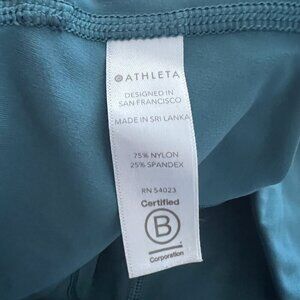 ATHLETA
DESIGNED IN
SAN FRANCISCO
MADE IN SRI LANKA
75% NYLON
25% SPANDEX
RN 54023
Certified
B
Corporation